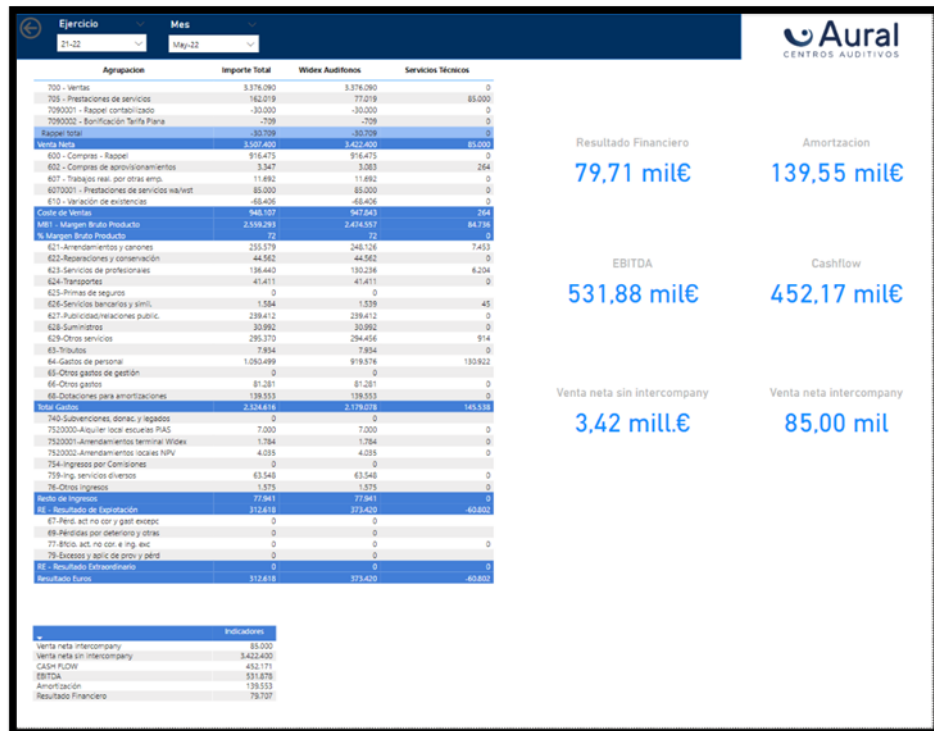 Ejercicio Mes
21-22 May-22
Aural
CENTROS AUDITIVOS
Agrupacion Importe Total Widex Audifonos Servicios Técnicos
700 - Ventas 3.376.090 3.376.090 0
705 - Prestaciones de servicios 162.019 77.019 85.000
7090001 - Rappel contabilizado -30.000 -30.000 0
7090002 - Bonificación Tarifa Plana -709 -709 0
Rappel total -30.709 -30.709 0
Venta Neta 3.507.400 3.422.400 85.000
600 - Compras - Rappel 916.475 916.475 0
602 - Compras de aprovisionamientos 3.347 3.083 264
607 - Trabajos real. por otras emp. 11.692 11.692 0
6070001 - Prestaciones de servicios wa/wst 85.000 85.000 0
610 - Variación de existencias -68.406 -68.406 0
Coste de Ventas 948.107 947.843 264
MB1 - Margen Bruto Producto 2.559.293 2.474.557 84.736
% Margen Bruto Producto 72 72 0
621-Arrendamientos y canones 255.579 248.126 7.453
622-Reparaciones y conservación 44.562 44.562 0
623-Servicios de profesionales 136.440 130.236 6.204
624-Transportes 41.411 41.411 0
625-Primas de seguros 0 0
626-Servicios bancarios y simil. 1.584 1.539 45
627-Publicidad/relaciones public. 239.412 239.412 0
628-Suministros 30.992 30.992 0
629-Otros servicios 295.370 294.456 914
63-Tributos 7.934 7.934 0
64-Gastos de personal 1.050.499 919.576 130.922
65-Otros gastos de gestión 0 0
66-Otros gastos 81.281 81.281 0
68-Dotaciones para amortizaciones 139.553 139.553 0
Total Gastos 2.324.616 2.179.078 145.538
740-Subvenciones, donac. y legados 0 0
7520000-Alquiler local escuelas PIAS 7.000 7.000 0
7520001-Arrendamientos terminal Widex 1.784 1.784 0
7520002-Arrendamientos locales NPV 4.035 4.035 0
754-Ingresos por Comisiones 0 0
759-Ing. servicios diversos 63.548 63.548 0
76-Otros ingresos 1.575 1.575 0
Resto de Ingresos 77.941 77.941 0
RE - Resultado de Explotación 312.618 373.420 -60.802
67-Pérd. act no cor y gast excepc 0 0
69-Pérdidas por deterioro y otras 0 0
77-Bfcio. act. no cor. e ing. exc 0 0 0
79-Excesos y aplic de prov y pérd 0 0
RE - Resultado Extraordinario 0 0 0
Resultado Euros 312.618 373.420 -60.802
Resultado Financiero Amortzacion
79,71 mil€ 139,55 mil€
EBITDA Cashflow
531,88 mil€ 452,17 mil€
Venta neta sin intercompany Venta neta intercompany
3,42 mill.€ 85,00 mil
Indicadores
Venta neta intercompany 85.000
Venta neta sin intercompany 3.422.400
CASH FLOW 452.171
EBITDA 531.878
Amortización 139.553
Resultado Financiero 79.707